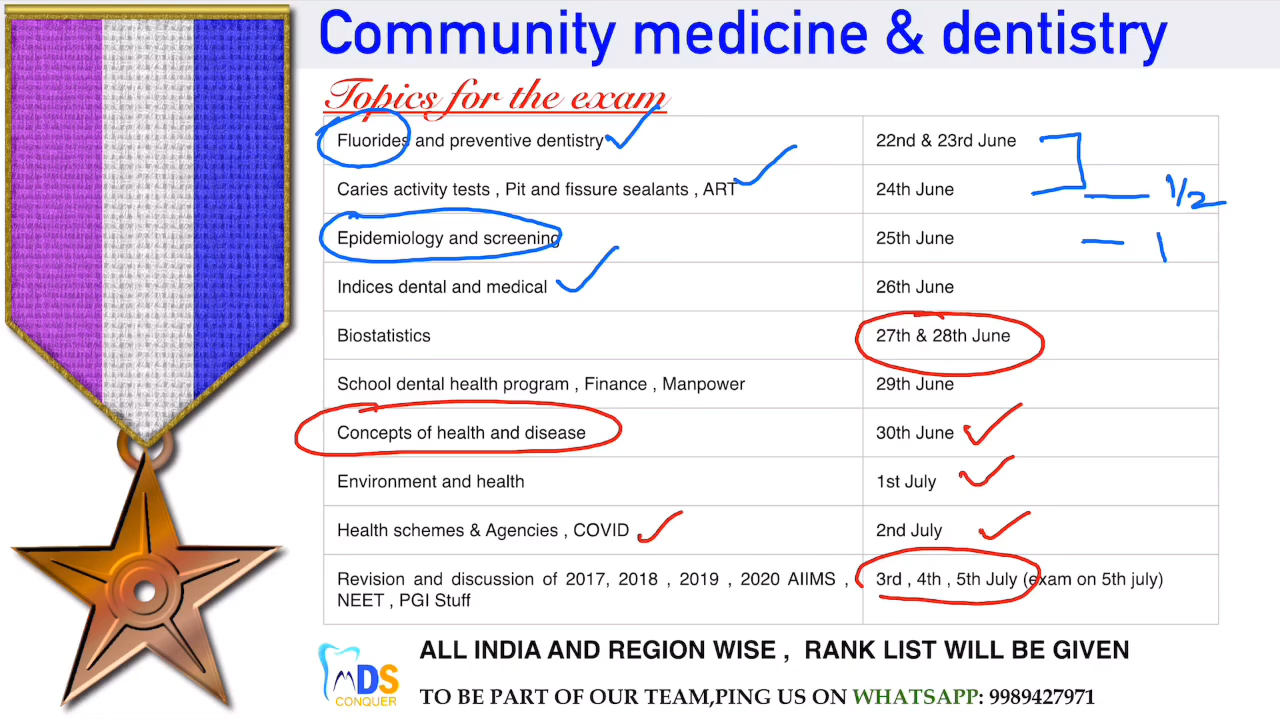 Community medicine & dentistry
Topics for the exam
Fluorides and preventive dentistry 22nd & 23rd June
Caries activity tests , Pit and fissure sealants , ART 24th June
1/2
Epidemiology and screening 25th June
— 1
Indices dental and medical 26th June
Biostatistics 27th & 28th June
School dental health program , Finance , Manpower 29th June
Concepts of health and disease 30th June
Environment and health 1st July
Health schemes & Agencies , COVID 2nd July
Revision and discussion of 2017, 2018 , 2019 , 2020 AIIMS , 3rd , 4th , 5th July (exam on 5th july)
NEET , PGI Stuff
MDS
CONQUER
ALL INDIA AND REGION WISE , RANK LIST WILL BE GIVEN
TO BE PART OF OUR TEAM,PING US ON WHATSAPP: 9989427971